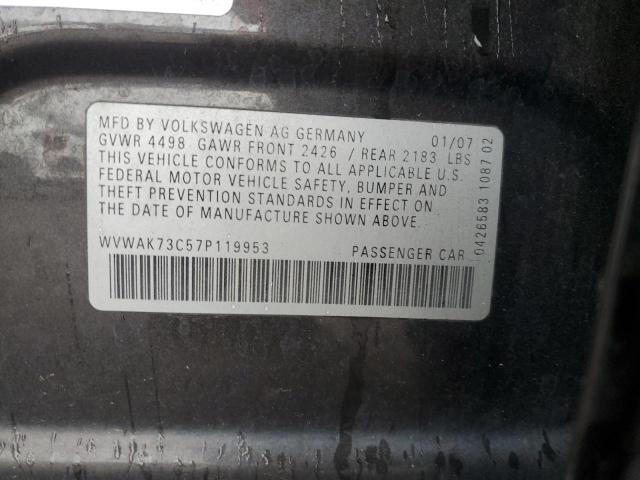 MFD BY VOLKSWAGEN AG GERMANY 01/07
GVWR 4498 GAWR FRONT 2426 / REAR 2183 LBS
THIS VEHICLE CONFORMS TO ALL APPLICABLE U.S.
FEDERAL MOTOR VEHICLE SAFETY, BUMPER AND
THEFT PREVENTION STANDARDS IN EFFECT ON
THE DATE OF MANUFACTURE SHOWN ABOVE.
WVWAK73C57P119953 PASSENGER CAR
0426583 1087 02